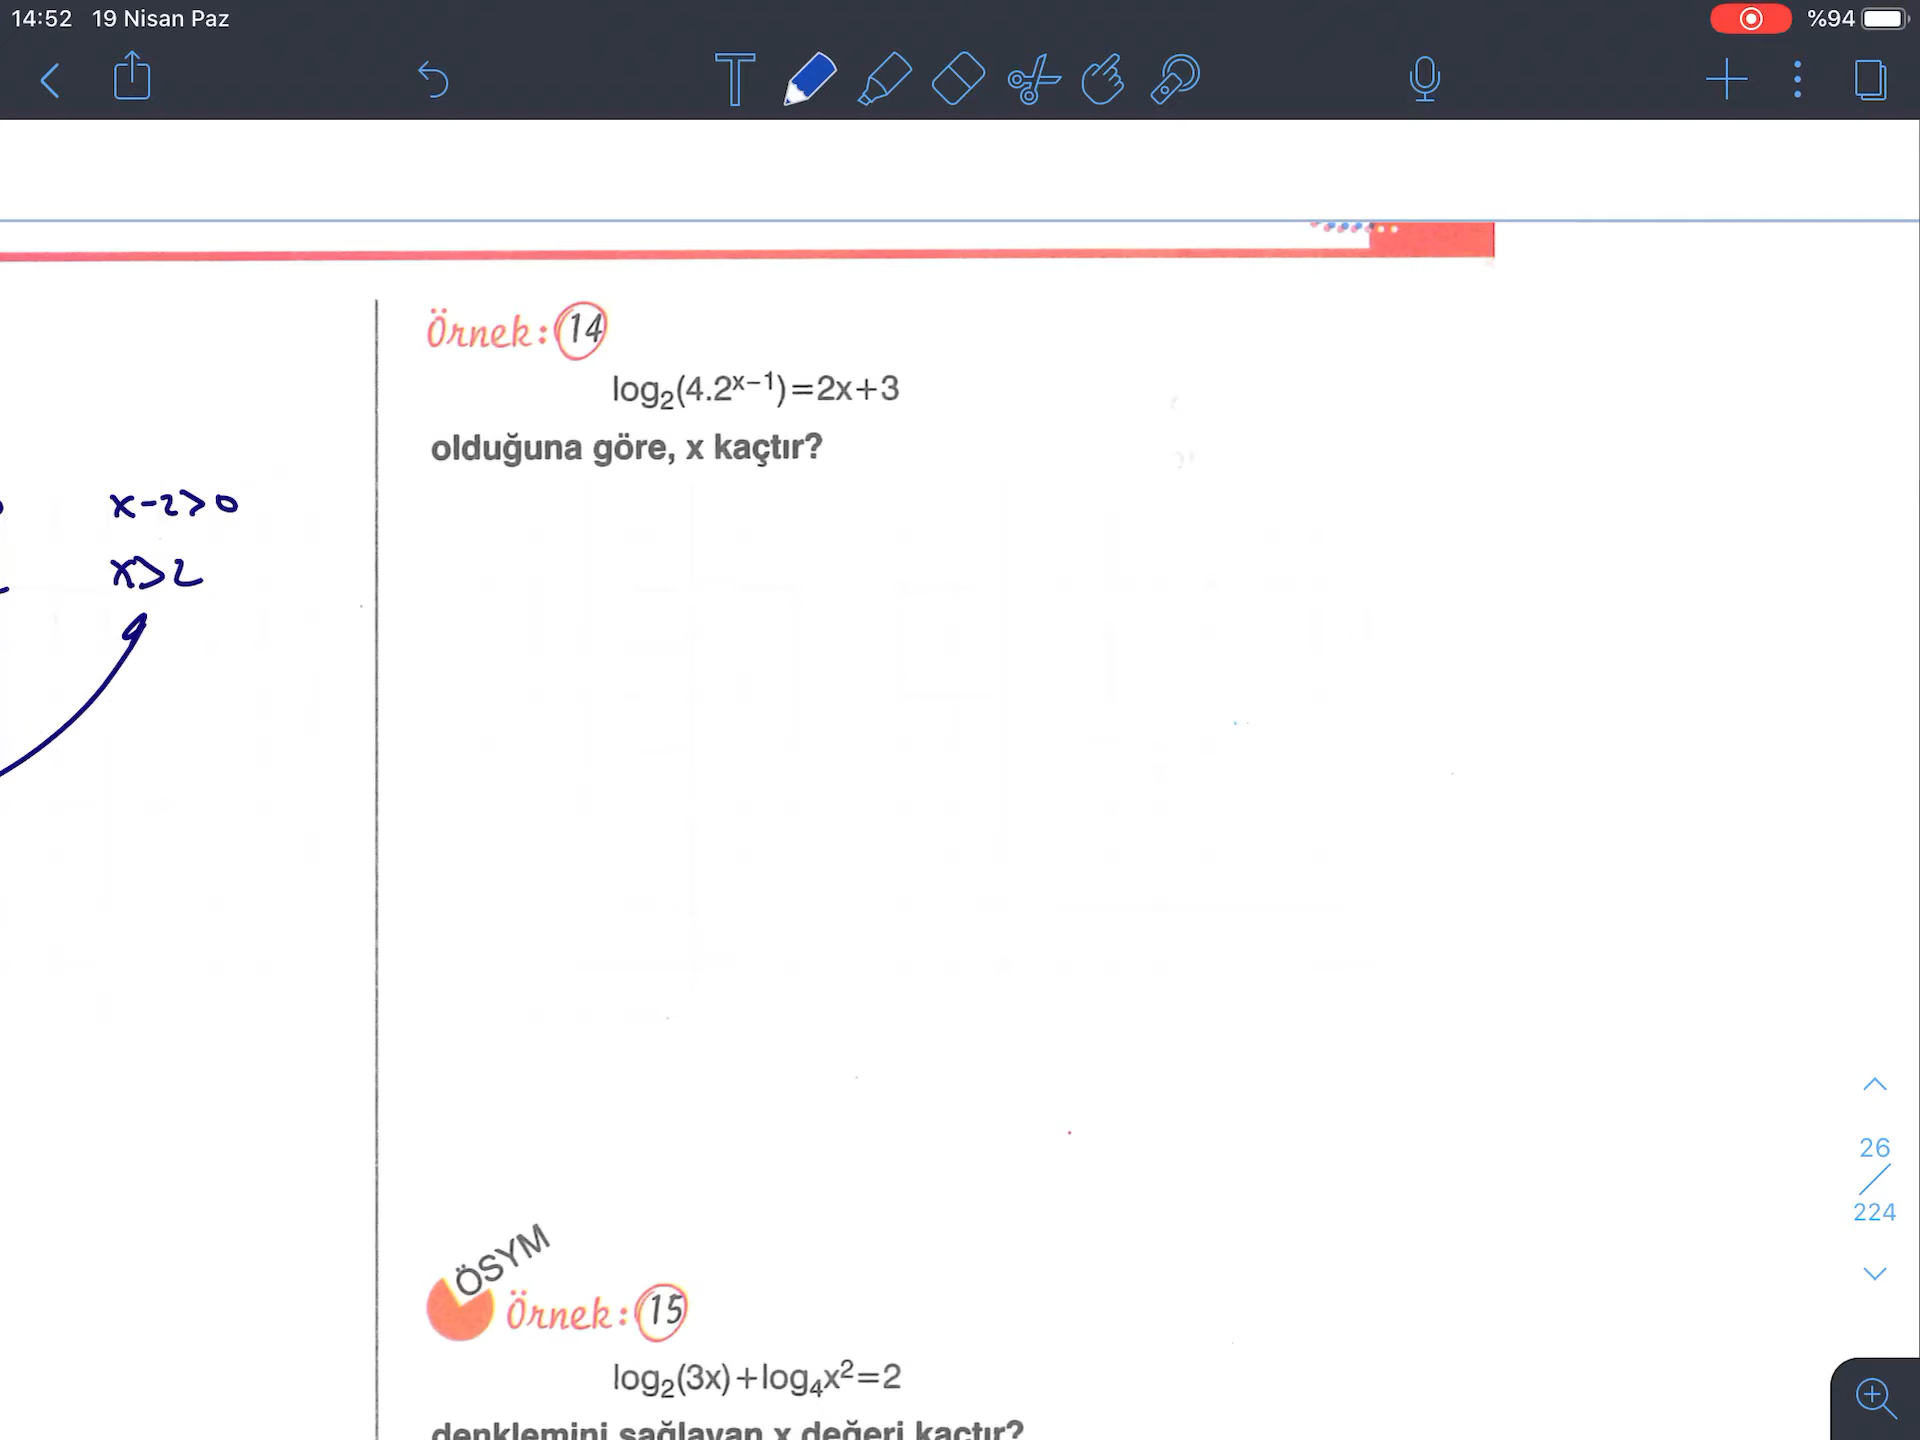 14:52 19 Nisan Paz
%94
x-2>0
x>2
Örnek: 14
log₂(4.2ˣ⁻¹)=2x+3
olduğuna göre, x kaçtır?
26
/
224
ÖSYM
Örnek: 15
log₂(3x)+log₄x²=2
denklemini sağlayan x değeri kaçtır?